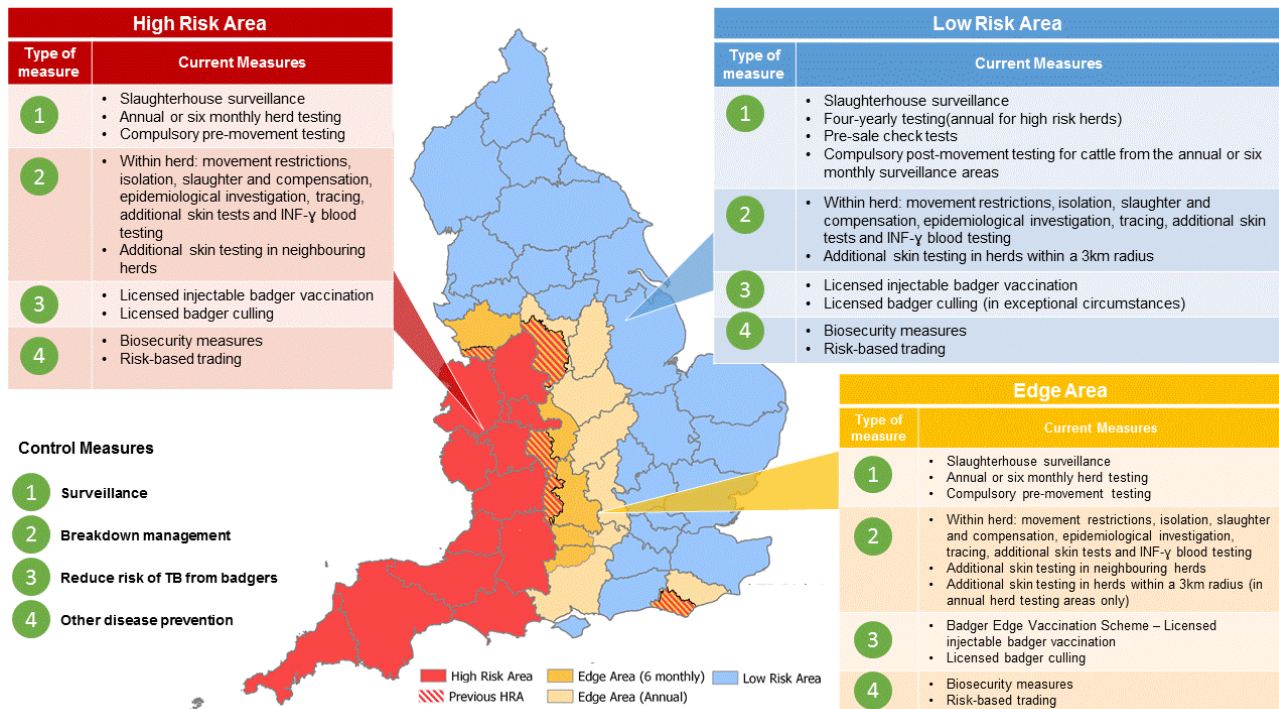 High Risk Area
Type of
measure
Current Measures
1
• Slaughterhouse surveillance
• Annual or six monthly herd testing
• Compulsory pre-movement testing
2
• Within herd: movement restrictions,
isolation, slaughter and compensation,
epidemiological investigation, tracing,
additional skin tests and INF-ɣ blood
testing
• Additional skin testing in neighbouring
herds
3
• Licensed injectable badger vaccination
• Licensed badger culling
4
• Biosecurity measures
• Risk-based trading
Low Risk Area
Type of
measure
Current Measures
1
• Slaughterhouse surveillance
• Four-yearly testing(annual for high risk herds)
• Pre-sale check tests
• Compulsory post-movement testing for cattle from the annual or six
monthly surveillance areas
2
• Within herd: movement restrictions, isolation, slaughter and
compensation, epidemiological investigation, tracing, additional skin
tests and INF-ɣ blood testing
• Additional skin testing in herds within a 3km radius
3
• Licensed injectable badger vaccination
• Licensed badger culling (in exceptional circumstances)
4
• Biosecurity measures
• Risk-based trading
Edge Area
Type of
measure
Current Measures
1
• Slaughterhouse surveillance
• Annual or six monthly herd testing
• Compulsory pre-movement testing
2
• Within herd: movement restrictions, isolation, slaughter
and compensation, epidemiological investigation,
tracing, additional skin tests and INF-ɣ blood testing
• Additional skin testing in neighbouring herds
• Additional skin testing in herds within a 3km radius (in
annual herd testing areas only)
3
• Badger Edge Vaccination Scheme – Licensed
injectable badger vaccination
• Licensed badger culling
4
• Biosecurity measures
• Risk-based trading
Control Measures
1 Surveillance
2 Breakdown management
3 Reduce risk of TB from badgers
4 Other disease prevention
High Risk Area
Edge Area (6 monthly)
Low Risk Area
Previous HRA
Edge Area (Annual)